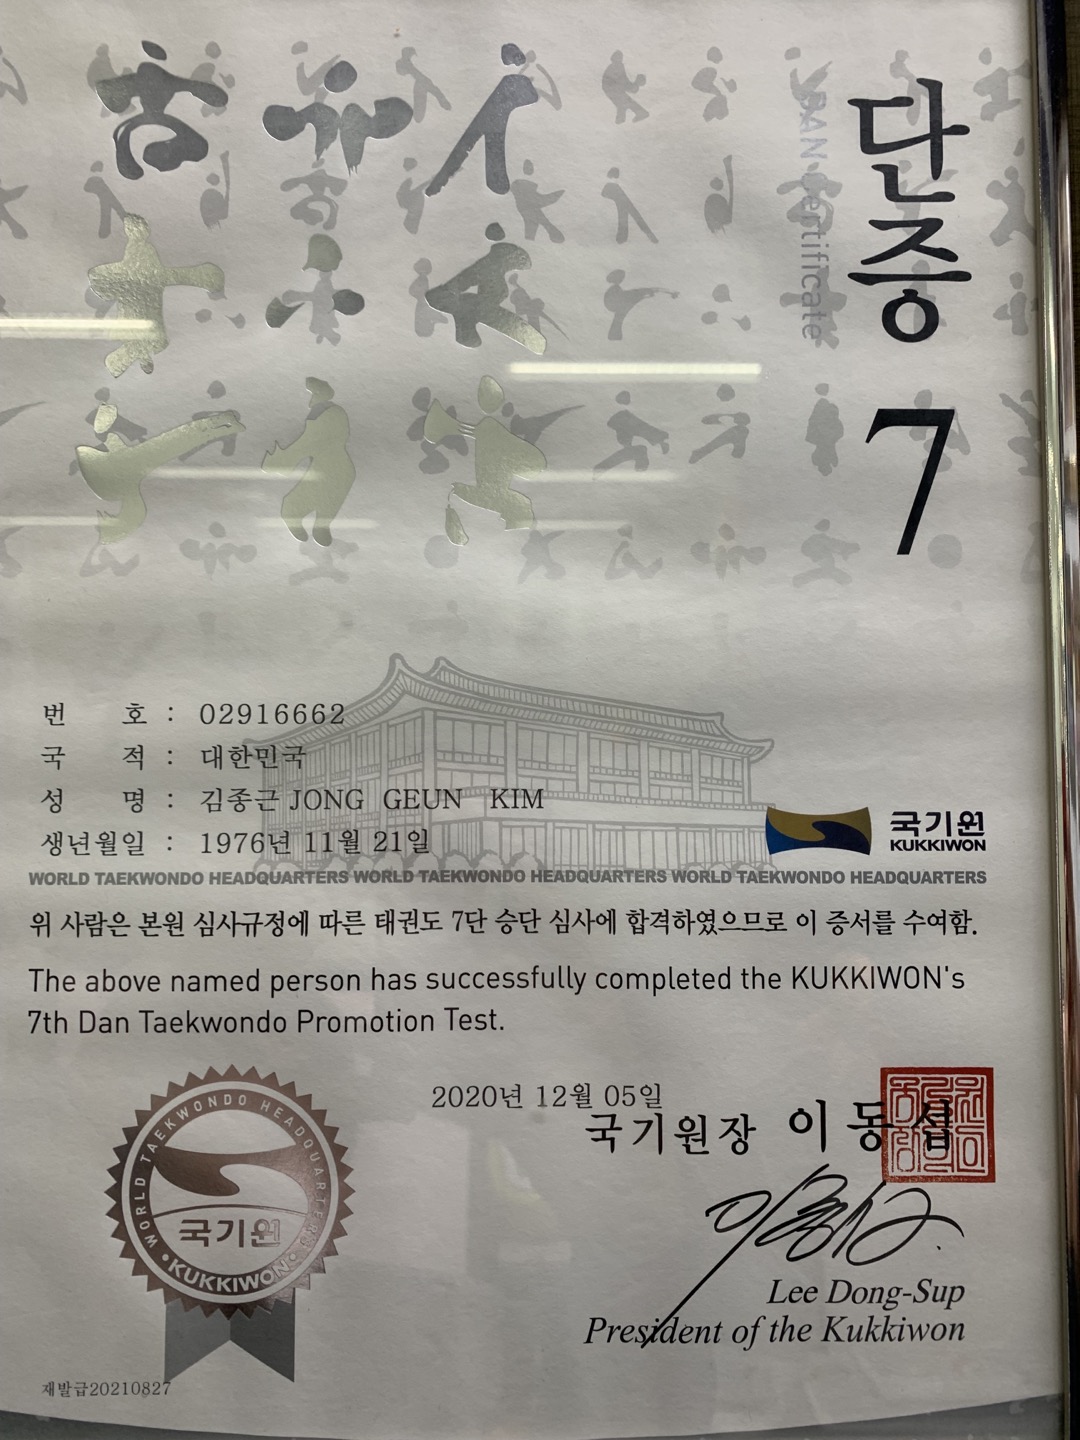 단증
DAN Certificate
7
번 호 : 02916662
국 적 : 대한민국
성 명 : 김종근 JONG GEUN KIM
생년월일 : 1976년 11월 21일
국기원
KUKKIWON
WORLD TAEKWONDO HEADQUARTERS WORLD TAEKWONDO HEADQUARTERS WORLD TAEKWONDO HEADQUARTERS
위 사람은 본원 심사규정에 따른 태권도 7단 승단 심사에 합격하였으므로 이 증서를 수여함.
The above named person has successfully completed the KUKKIWON's
7th Dan Taekwondo Promotion Test.
2020년 12월 05일
국기원장 이동섭
WORLD TAEKWONDO HEADQUARTERS
국기원
KUKKIWON
Lee Dong-Sup
President of the Kukkiwon
재발급20210827